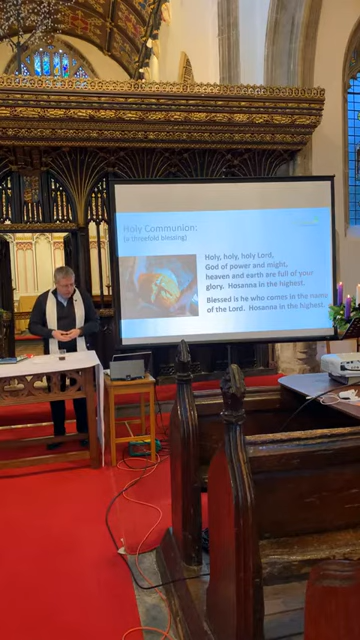 Holy Communion:
(a threefold blessing)
Holy, holy, holy Lord,
God of power and might,
heaven and earth are full of your
glory.  Hosanna in the highest.
Blessed is he who comes in the name
of the Lord.  Hosanna in the highest.